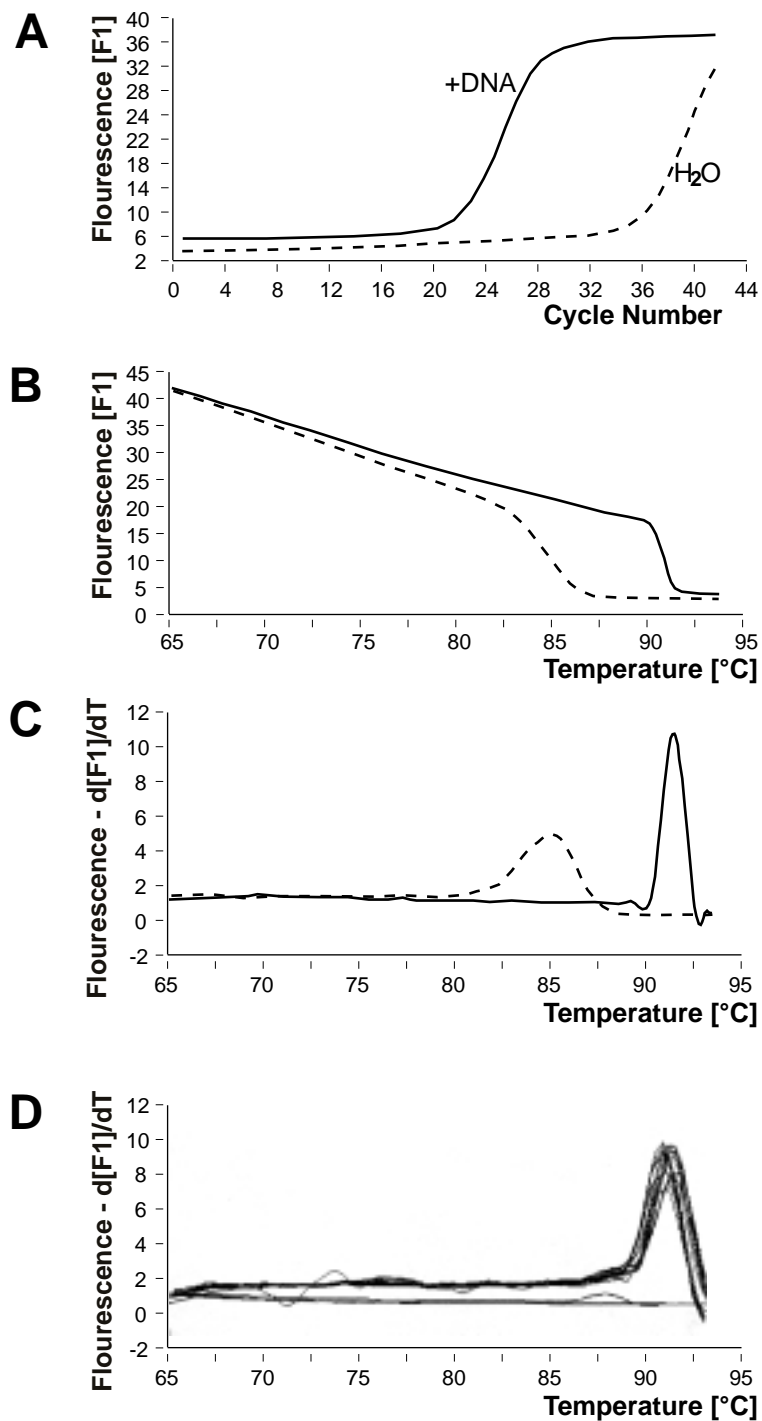 A
Flourescence [F1]
40
36
32
28
24
22
18
14
10
6
2
+DNA
H2O
0 4 8 12 16 20 24 28 32 36 40 44
Cycle Number
B
Flourescence [F1]
45
40
35
30
25
20
15
10
5
0
65 70 75 80 85 90 95
Temperature [°C]
C
Flourescence - d[F1]/dT
12
10
8
6
4
2
0
-2
65 70 75 80 85 90 95
Temperature [°C]
D
Flourescence - d[F1]/dT
12
10
8
6
4
2
0
-2
65 70 75 80 85 90 95
Temperature [°C]